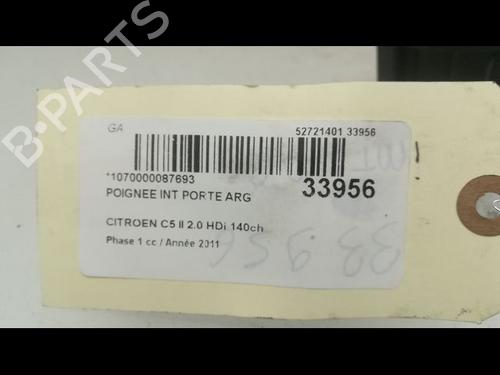 B-PARTS
GA
52721401 33956
*1070000087693
POIGNEE INT PORTE ARG
33956
CITROEN C5 II 2.0 HDi 140ch
Phase 1 cc / Année 2011
33956